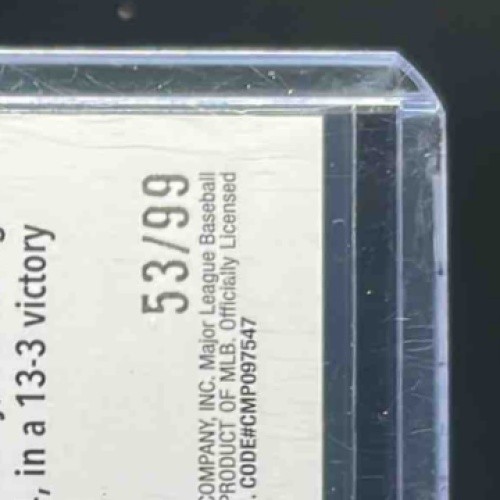 , in a 13-3 victory
53/99
COMPANY, INC. Major League Baseball
PRODUCT OF MLB. Officially Licensed
. CODE#CMP097547